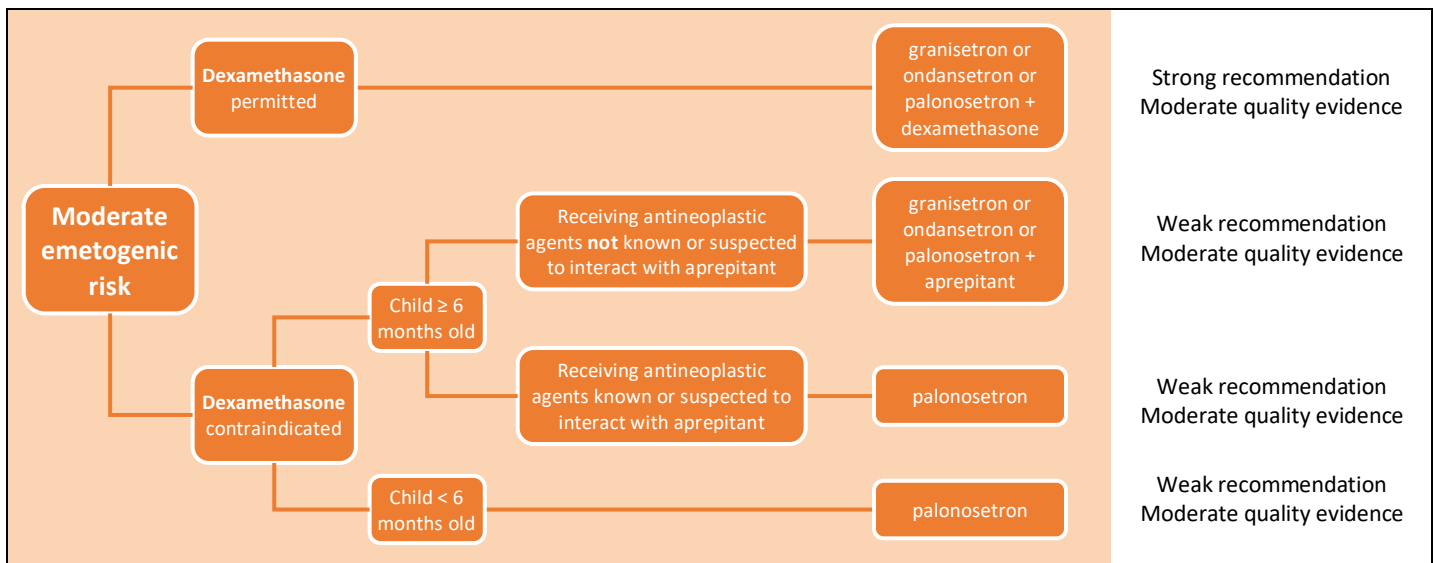 Moderate
emetogenic
risk
Dexamethasone
permitted
granisetron or
ondansetron or
palonosetron +
dexamethasone
Strong recommendation
Moderate quality evidence
Dexamethasone
contraindicated
Child ≥ 6
months old
Receiving antineoplastic
agents not known or suspected
to interact with aprepitant
granisetron or
ondansetron or
palonosetron +
aprepitant
Weak recommendation
Moderate quality evidence
Receiving antineoplastic
agents known or suspected to
interact with aprepitant
palonosetron
Weak recommendation
Moderate quality evidence
Child < 6
months old
palonosetron
Weak recommendation
Moderate quality evidence